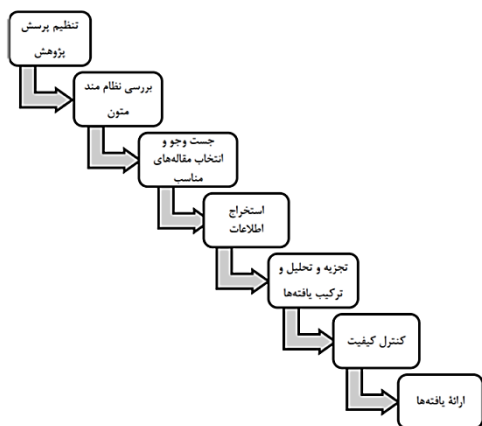 تنظیم پرسش
پژوهش
بررسی نظام مند
متون
جست وجو و
انتخاب مقاله‌های
مناسب
استخراج
اطلاعات
تجزیه و تحلیل و
ترکیب یافته‌ها
کنترل کیفیت
ارائهٔ یافته‌ها